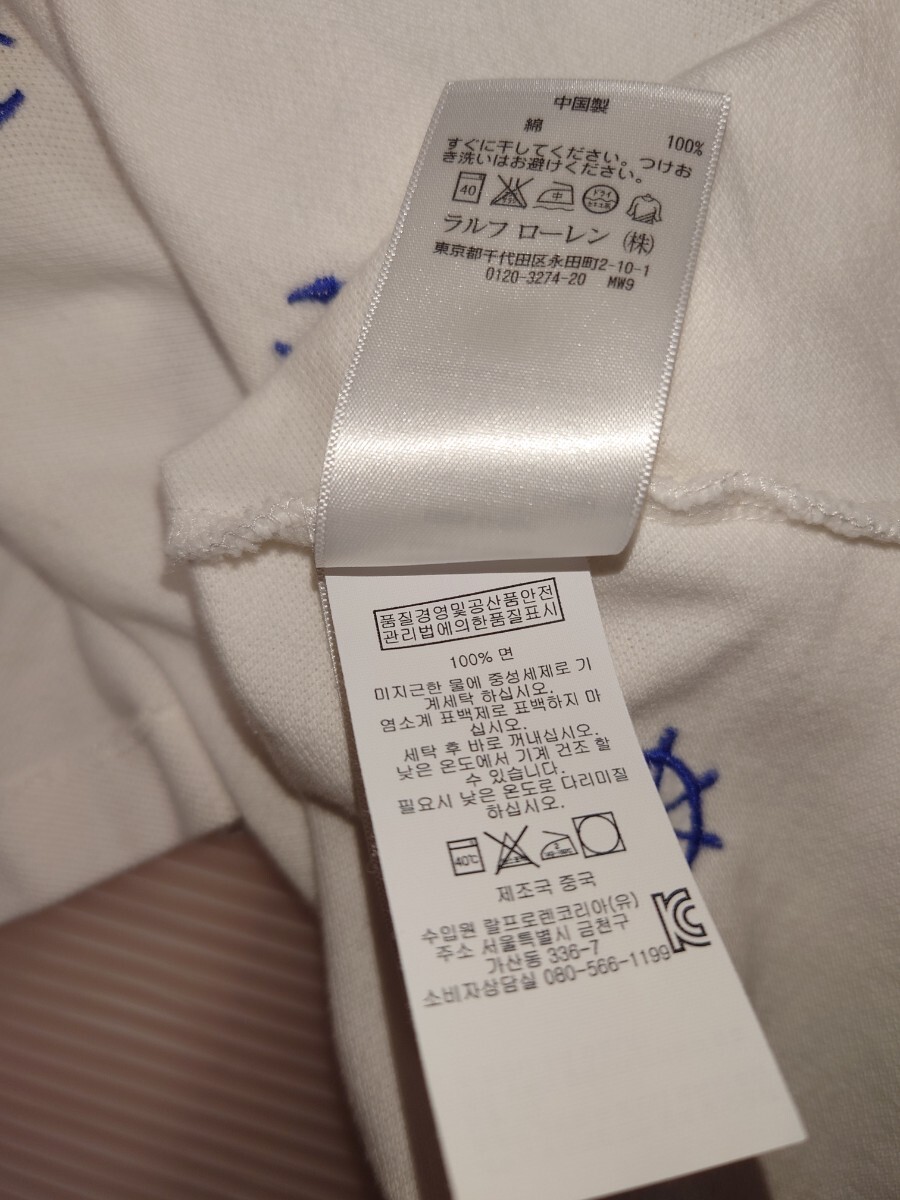 中国製
綿 100%
すぐに干してください。つけお
き洗いはお避けください。
40 中 ドライ
ラルフ ローレン (株)
東京都千代田区永田町2-10-1
0120-3274-20 MW9
품질경영및공산품안전
관리법에의한품질표시
100% 면
미지근한 물에 중성세제로 기
계세탁 하십시오.
염소계 표백제로 표백하지 마
십시오.
세탁 후 바로 꺼내십시오.
낮은 온도에서 기계 건조 할
수 있습니다.
필요시 낮은 온도로 다리미질
하십시오.
40℃
제조국 중국
수입원 랄프로렌코리아(유)
주소 서울특별시 금천구
가산동 336-7
소비자상담실 080-566-1199